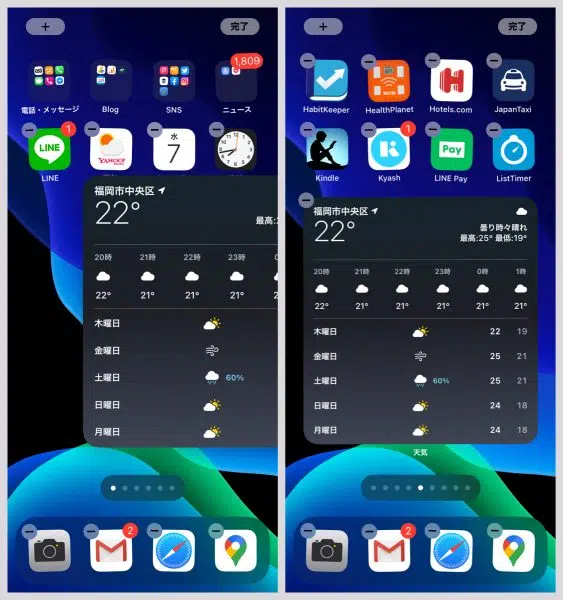 +
完了
電話・メッセージ
Blog
SNS
1,809
ニュース
LINE
1
LINE
YAHOO!
水
7
福岡市中央区
22°
最高:2
20時 21時 22時 23時 0時
22° 21° 21° 21° 2
木曜日
金曜日
土曜日 60%
日曜日
月曜日
2
+
完了
HabitKeeper
HealthPlanet
Hotels.com
JapanTaxi
Kindle
1
Kyash
Pay
LINE Pay
ListTimer
福岡市中央区
22°
曇り時々晴れ
最高:25° 最低:19°
20時 21時 22時 23時 0時 1時
22° 21° 21° 21° 21° 21°
木曜日 22 19
金曜日 25 21
土曜日 60% 25 21
日曜日 24 18
月曜日 24 18
天気
2